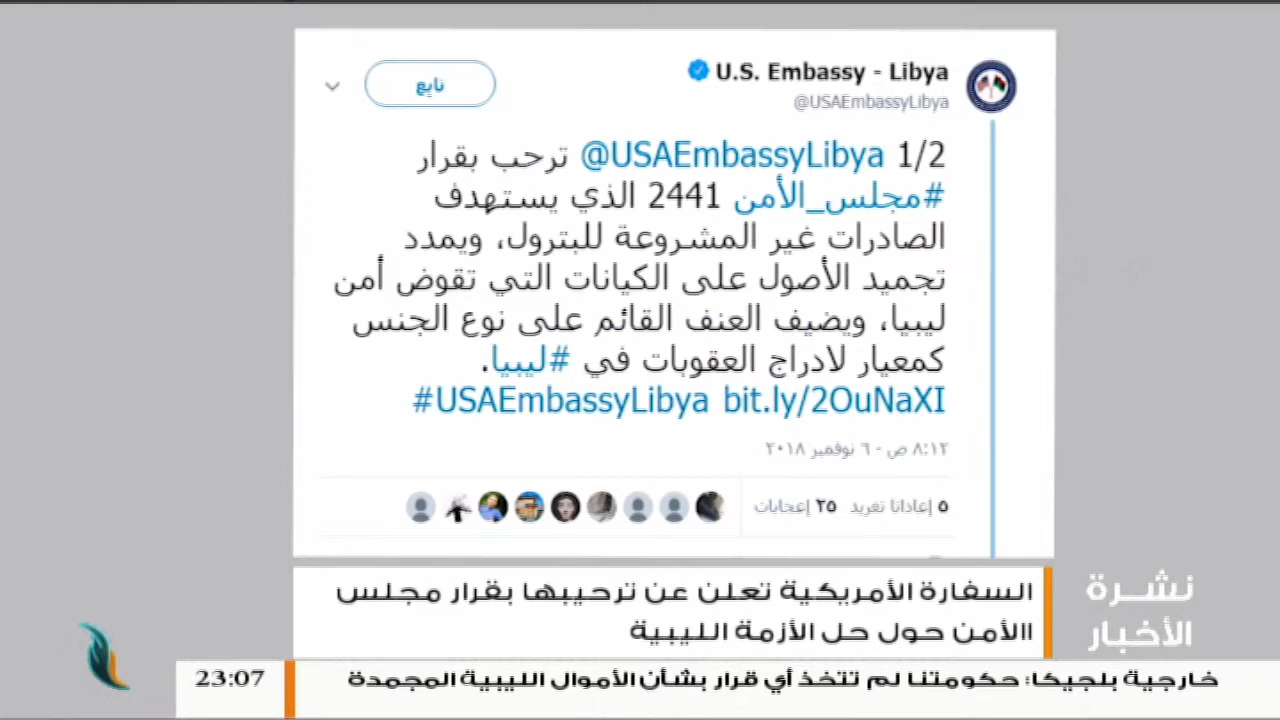 U.S. Embassy - Libya
@USAEmbassyLibya
تابع
1/2 @USAEmbassyLibya ترحب بقرار
#مجلس_الأمن 2441 الذي يستهدف
الصادرات غير المشروعة للبترول، ويمدد
تجميد الأصول على الكيانات التي تقوض أمن
ليبيا، ويضيف العنف القائم على نوع الجنس
كمعيار لادراج العقوبات في #ليبيا.
#USAEmbassyLibya bit.ly/2OuNaXI
٨:١٢ ص - ٦ نوفمبر ٢٠١٨
٥ إعادتا تغريد ٢٥ إعجابات
السفارة الأمريكية تعلن عن ترحيبها بقرار مجلس
االأمن حول حل الأزمة الليبية
نشرة
الأخبار
خارجية بلجيكا: حكومتنا لم تتخذ أي قرار بشأن الأموال الليبية المجمدة
23:07